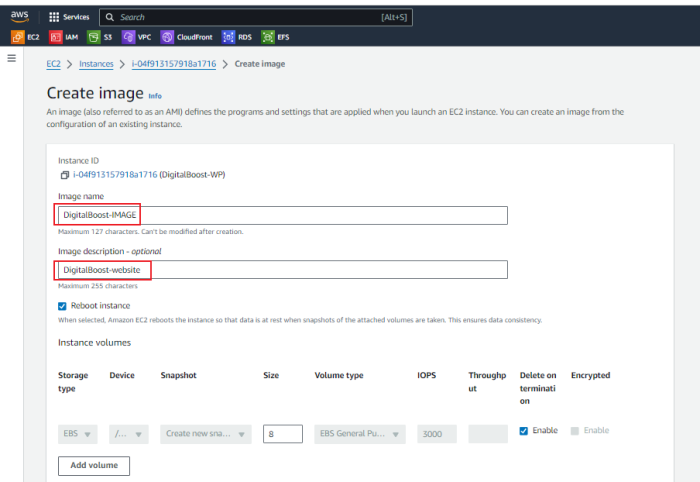 aws
Services
Search
[Alt+S]
EC2
IAM
S3
VPC
CloudFront
RDS
EFS
EC2 > Instances > i-04f913157918a1716 > Create image
Create image Info
An image (also referred to as an AMI) defines the programs and settings that are applied when you launch an EC2 instance. You can create an image from the
configuration of an existing instance.
Instance ID
i-04f913157918a1716 (DigitalBoost-WP)
Image name
DigitalBoost-IMAGE
Maximum 127 characters. Can't be modified after creation.
Image description - optional
DigitalBoost-website
Maximum 255 characters
Reboot instance
When selected, Amazon EC2 reboots the instance so that data is at rest when snapshots of the attached volumes are taken. This ensures data consistency.
Instance volumes
Storage type
Device
Snapshot
Size
Volume type
IOPS
Throughp
ut
Delete on
terminati
on
Encrypted
EBS
/...
Create new sna...
8
EBS General Pu...
3000
Enable
Enable
Add volume